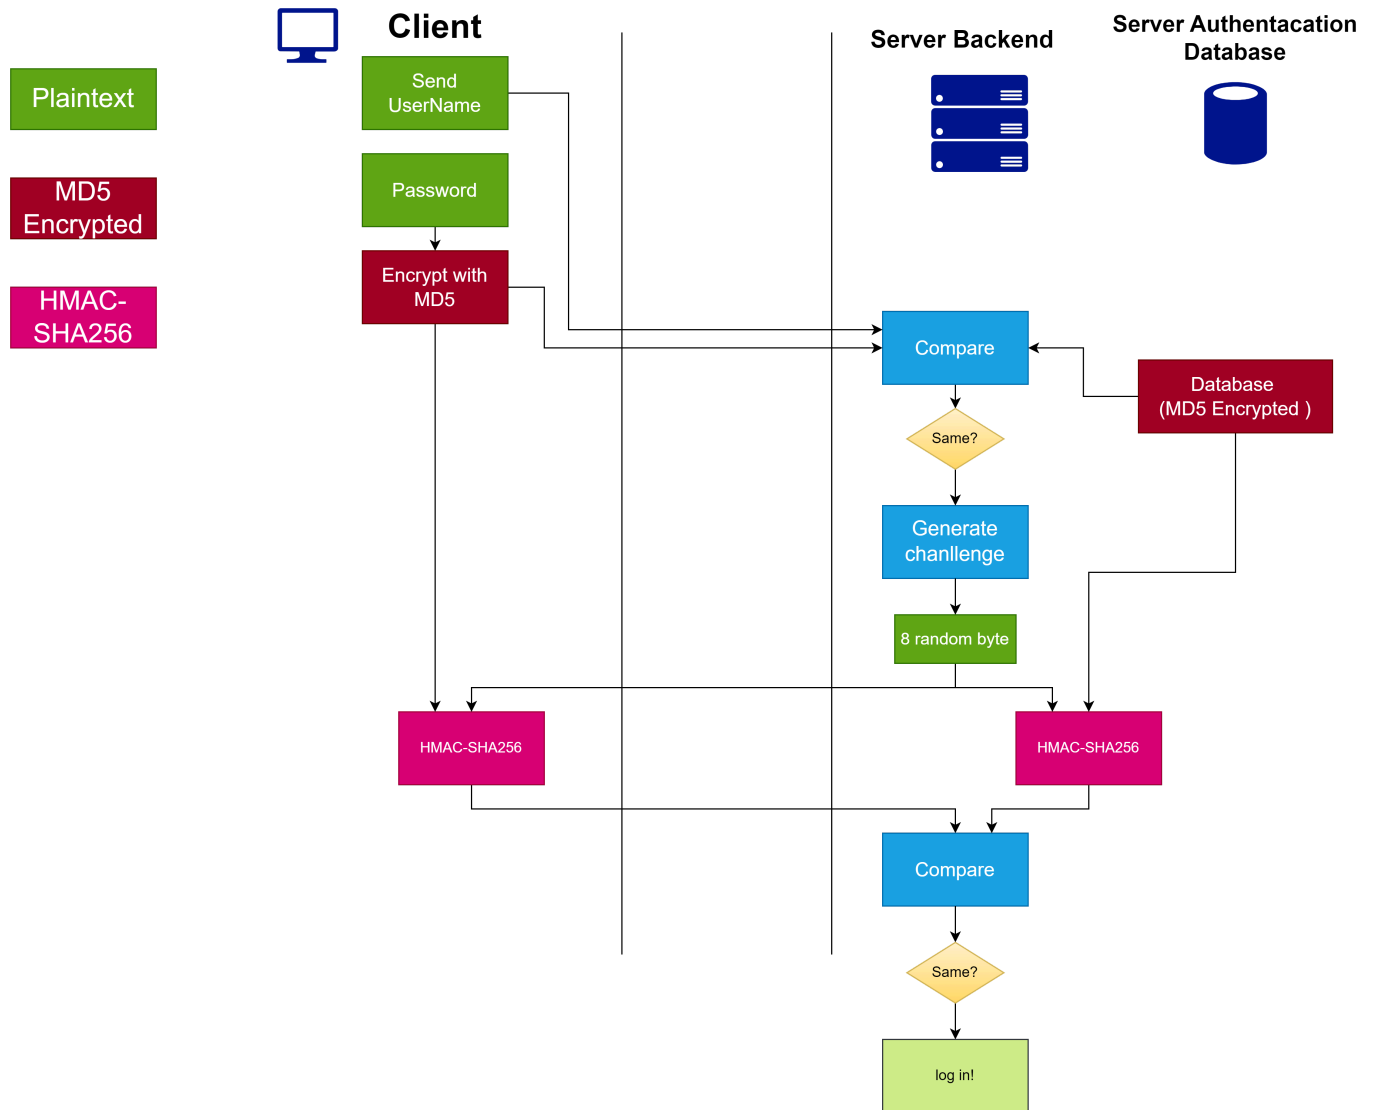 Client
Server Backend
Server Authentacation
Database
Plaintext
MD5
Encrypted
HMAC-
SHA256
Send
UserName
Password
Encrypt with
MD5
Compare
Database
(MD5 Encrypted )
Same?
Generate
chanllenge
8 random byte
HMAC-SHA256
HMAC-SHA256
Compare
Same?
log in!